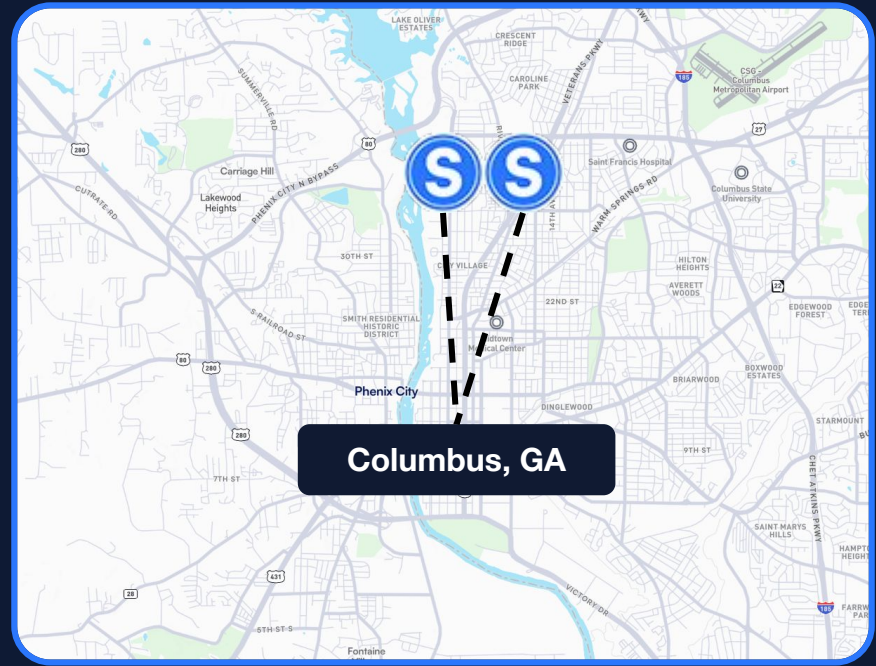 LAKE OLIVER
ESTATES
CRESCENT
RIDGE
PKWY
SUMMERVILLE RD
CAROLINE
PARK
VETERANS PKWY
185
CSG -
Columbus
Metropolitan Airport
280
80
27
S S
Saint Francis Hospital
Carriage Hill
Lakewood
Heights
CUTRATE RD
PHENIX CITY N BYPASS
14TH AV
WARM SPRINGS RD
Columbus State
University
30TH ST
CITY VILLAGE
HILTON
HEIGHTS
AVERETT
WOODS
22
22ND ST
EDGEWOOD
FOREST
S RAILROAD ST
SMITH RESIDENTIAL
HISTORIC
DISTRICT
Medical Center
80
280
BOXWOOD
ESTATES
BRIARWOOD
Phenix City
DINGLEWOOD
STARMOUNT
280
Columbus, GA
9TH ST
7TH ST
CHET ATKINS PKWY
SAINT MARYS
HILLS
431
28
VICTORY DR
185
5TH ST S
Fontaine